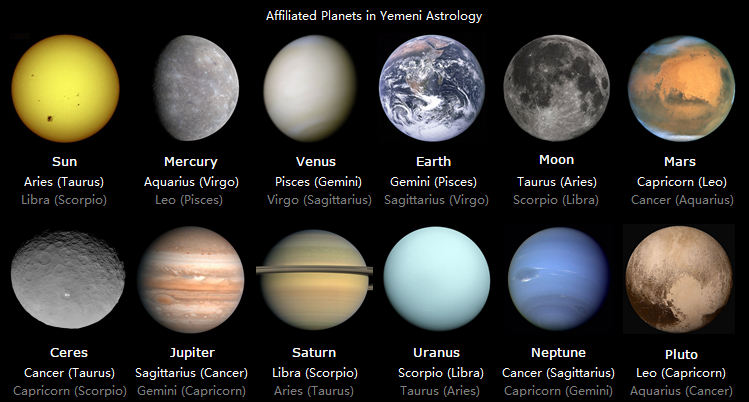 Affiliated Planets in Yemeni Astrology
Sun
Aries (Taurus)
Libra (Scorpio)
Mercury
Aquarius (Virgo)
Leo (Pisces)
Venus
Pisces (Gemini)
Virgo (Sagittarius)
Earth
Gemini (Pisces)
Sagittarius (Virgo)
Moon
Taurus (Aries)
Scorpio (Libra)
Mars
Capricorn (Leo)
Cancer (Aquarius)
Ceres
Cancer (Taurus)
Capricorn (Scorpio)
Jupiter
Sagittarius (Cancer)
Gemini (Capricorn)
Saturn
Libra (Scorpio)
Aries (Taurus)
Uranus
Scorpio (Libra)
Taurus (Aries)
Neptune
Cancer (Sagittarius)
Capricorn (Gemini)
Pluto
Leo (Capricorn)
Aquarius (Cancer)